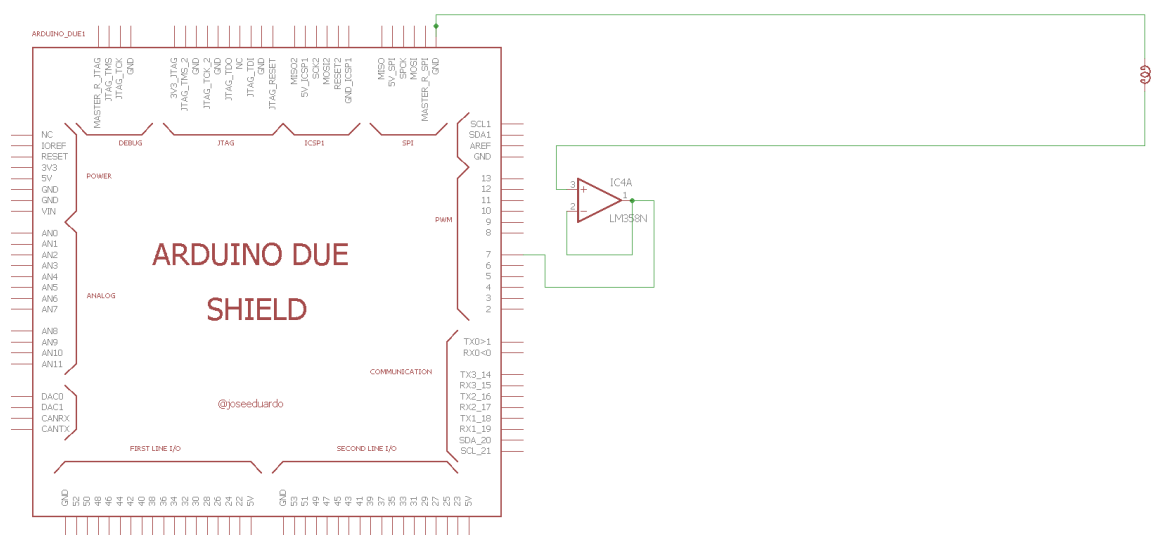 ARDUINO_DUE1
MASTER_R_JTAG
JTAG_TMS
JTAG_TCK
GND
3V3_JTAG
JTAG_TMS_2
GND
JTAG_TCK_2
GND
JTAG_TDO
NC
JTAG_TDI
GND
JTAG_RESET
MISO2
5V_ICSP1
SCK2
MOSI2
RESET2
GND_ICSP1
MISO
5V_SPI
SPCK
MOSI
MASTER_R_SPI
GND
DEBUG
JTAG
ICSP1
SPI
NC
IOREF
RESET
3V3
5V
GND
GND
VIN
POWER
AN0
AN1
AN2
AN3
AN4
AN5
AN6
AN7
ANALOG
AN8
AN9
AN10
AN11
DAC0
DAC1
CANRX
CANTX
ARDUINO DUE
SHIELD
@joseeduardo
SCL1
SDA1
AREF
GND
13
12
11
10
9
8
PWM
7
6
5
4
3
2
TX0>1
RX0<0
COMMUNICATION
TX3_14
RX3_15
TX2_16
RX2_17
TX1_18
RX1_19
SDA_20
SCL_21
IC4A
3
2
1
LM358N
FIRST LINE I/O
SECOND LINE I/O
GND
52
50
48
46
44
42
40
38
36
34
32
30
28
26
24
22
5V
GND
53
51
49
47
45
43
41
39
37
35
33
31
29
27
25
23
5V